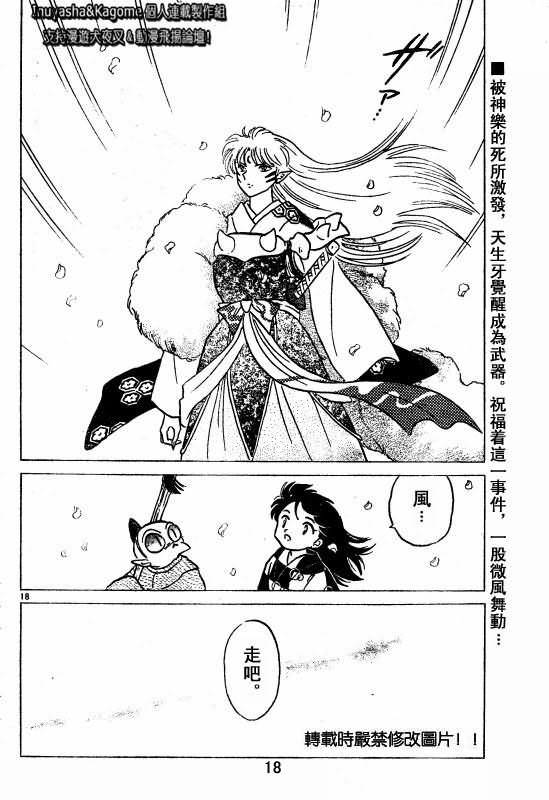 Inuyasha&Kagome 個人連載製作組
支持漫遊犬夜叉 & 動漫飛揚論壇!
ザァ…
■被神樂的死所激發，天生牙覺醒成為武器。祝福着這一事件，一股微風舞動…
風…
18
走吧。
轉載時嚴禁修改圖片!!
18